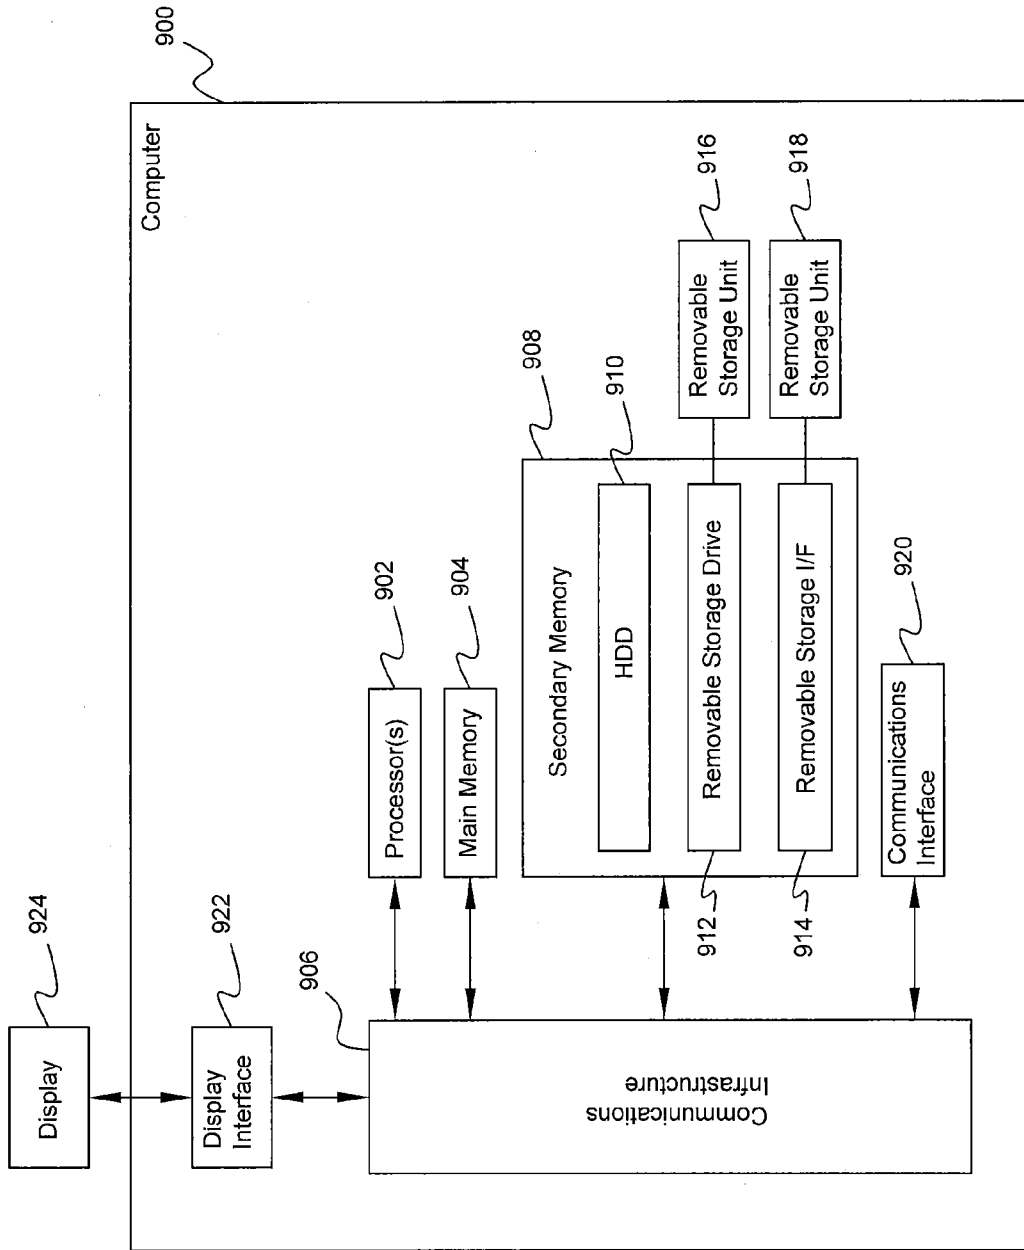 Computer
900
Display
924
Display
Interface
922
Communications
Infrastructure
906
Processor(s)
902
Main Memory
904
Secondary Memory
908
HDD
910
Removable Storage Drive
912
Removable
Storage Unit
916
Removable Storage I/F
914
Removable
Storage Unit
918
Communications
Interface
920